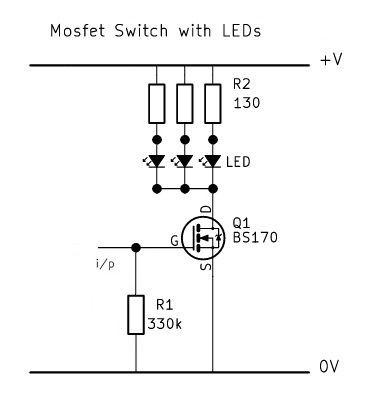 Mosfet Switch with LEDs
+V
R2
130
LED
D
Q1
G
BS170
i/p
S
R1
330k
0V